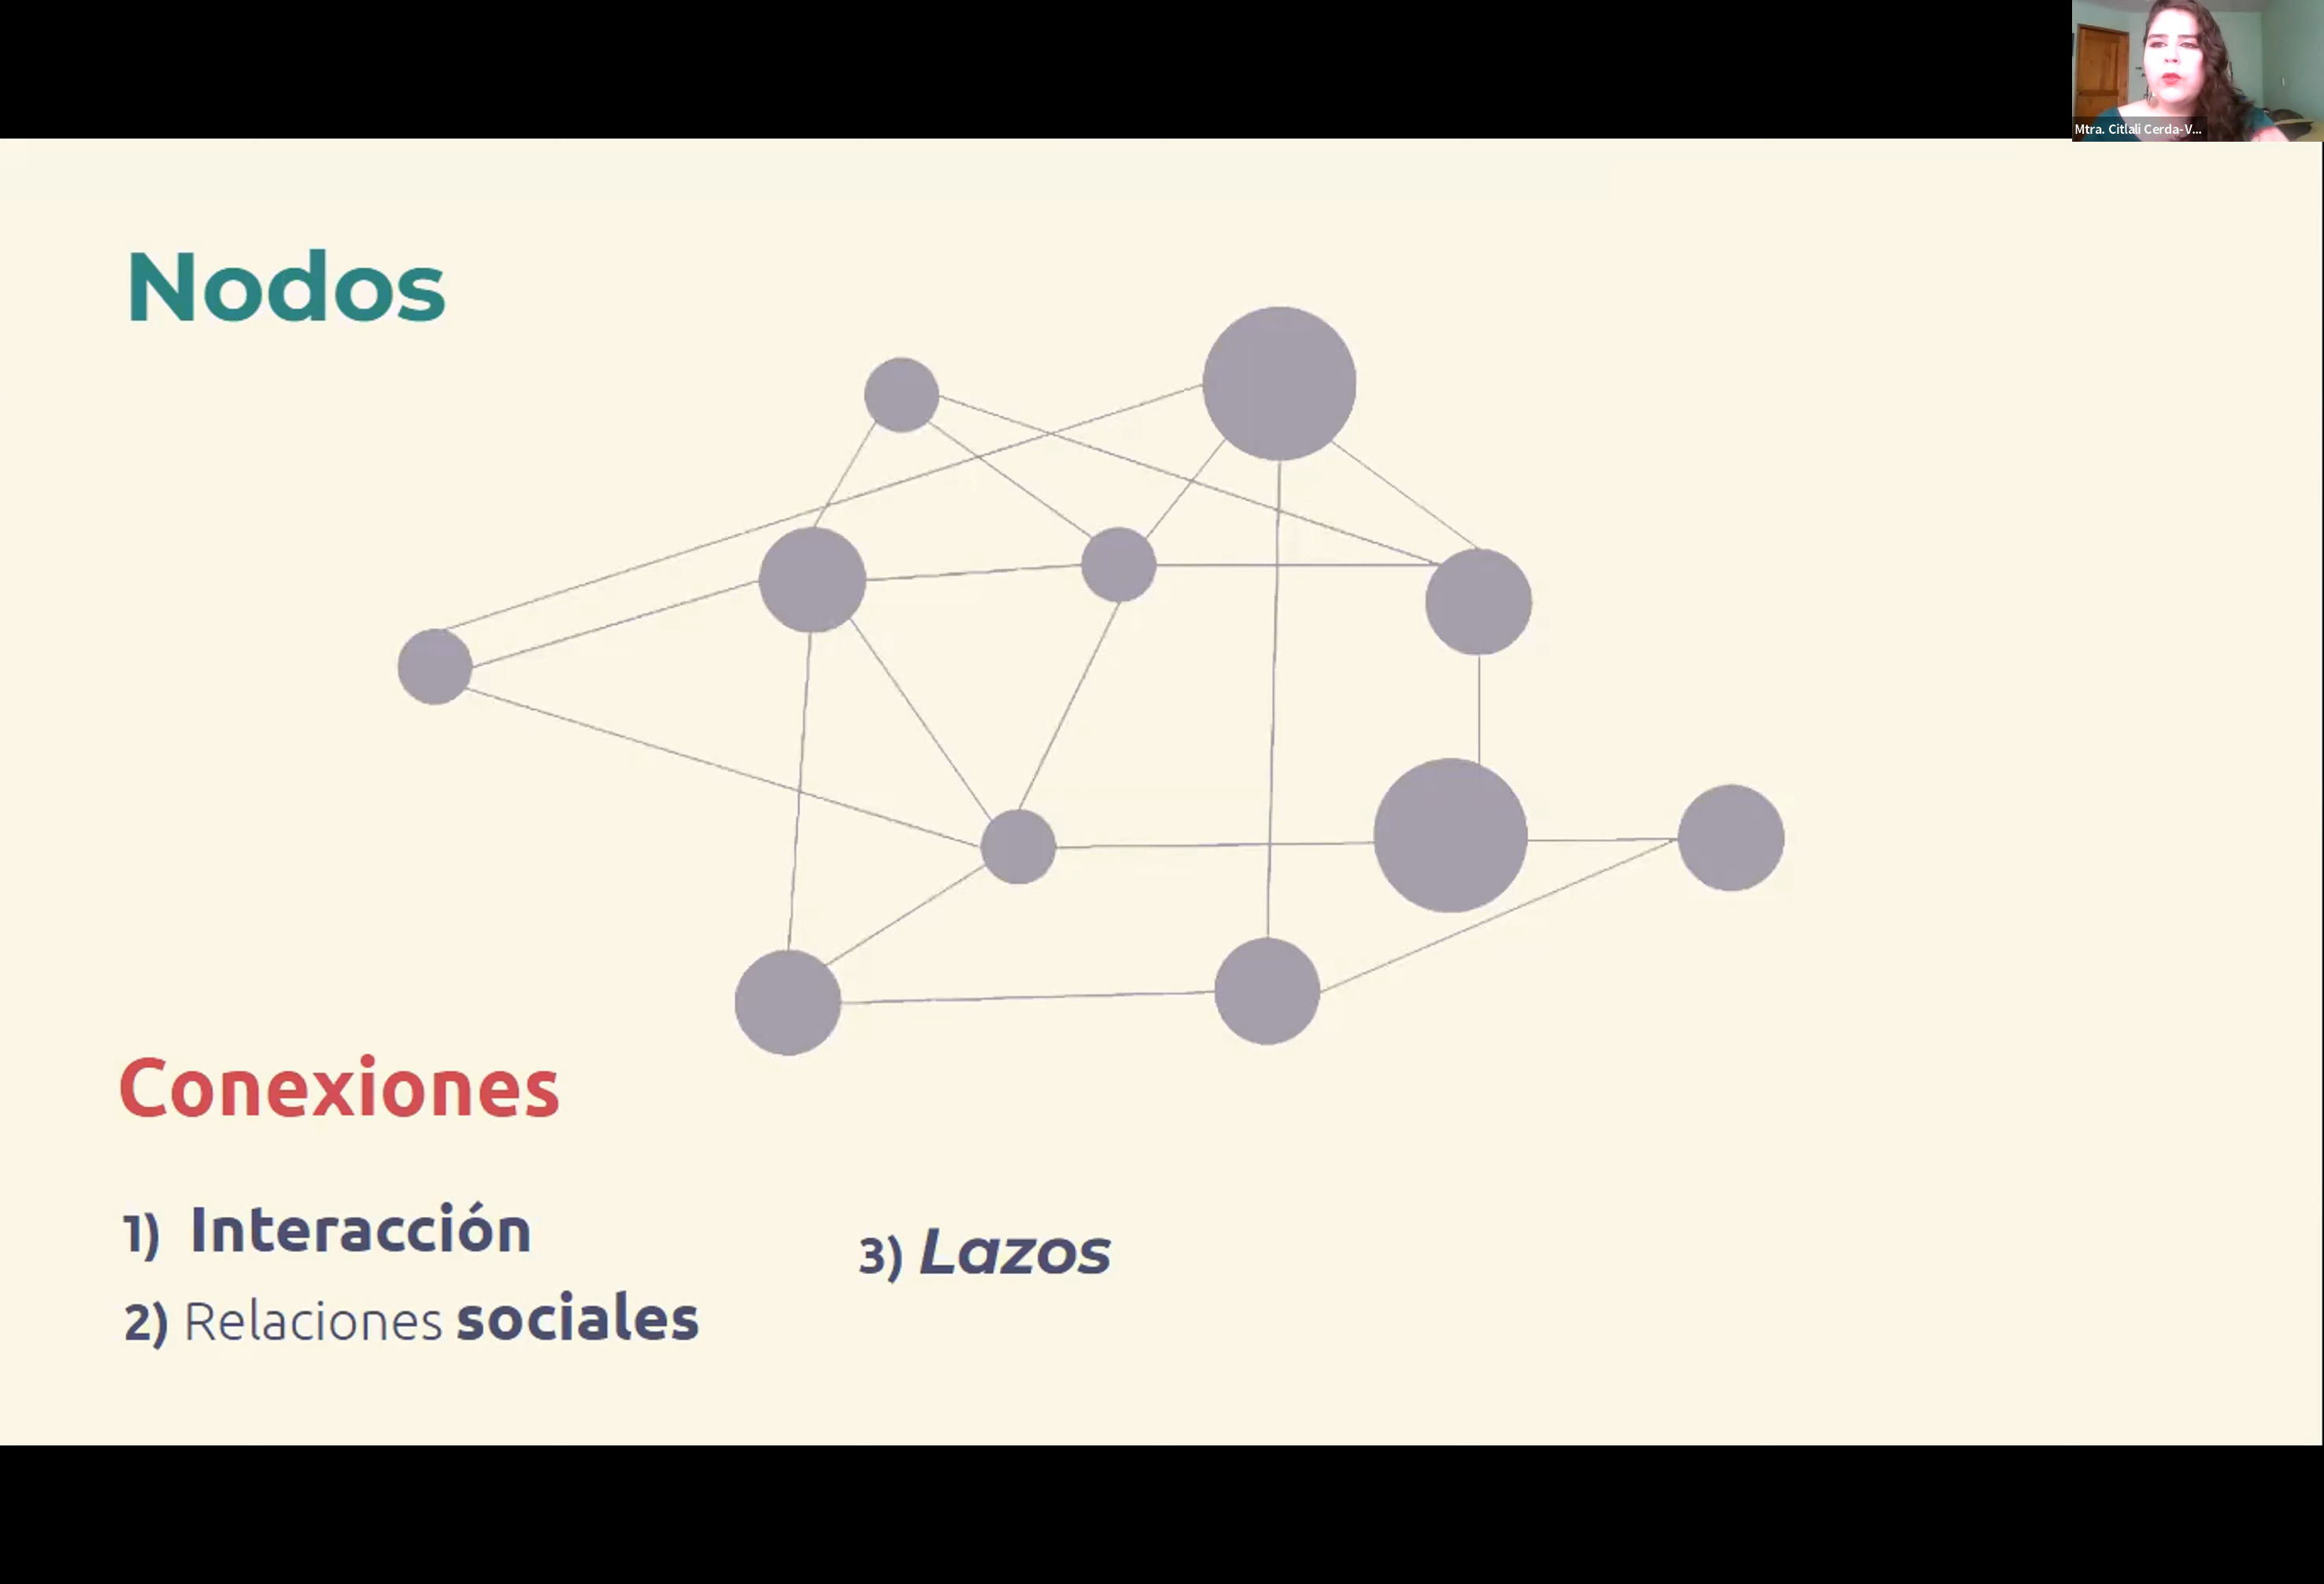 Mtra. Citlali Cerda-V...
Nodos
Conexiones
1) Interacción
2) Relaciones sociales
3) Lazos